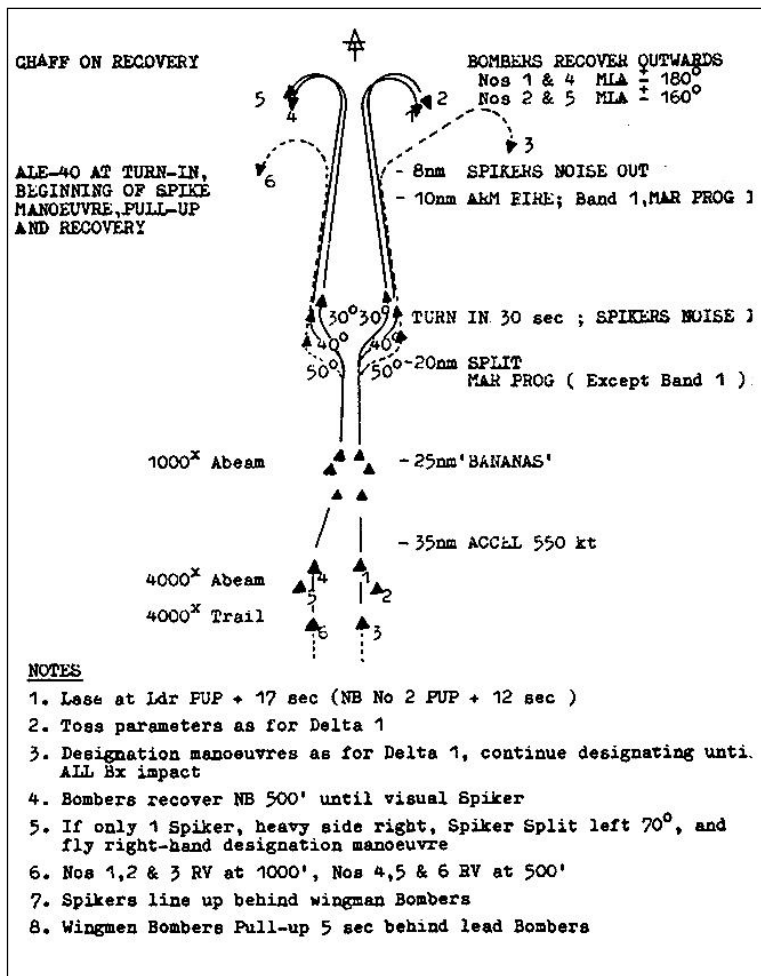 CHAFF ON RECOVERY
BOMBERS RECOVER OUTWARDS
Nos 1 & 4 MLA ± 180°
Nos 2 & 5 MLA ± 160°
5
4
1
2
6
3
ALE-40 AT TURN-IN,
BEGINNING OF SPIKE
MANOEUVRE, PULL-UP
AND RECOVERY
- 8nm SPIKERS NOISE OUT
- 10nm ARM FIRE; Band 1, MAR PROG
30° 30° TURN IN 30 sec ; SPIKERS NOISE
40° 40°
50° 50° -20nm SPLIT
MAR PROG ( Except Band 1 )
1000x Abeam
- 25nm 'BANANAS'
- 35nm ACCEL 550 kt
4000x Abeam
4 1
5 2
4000x Trail
6 3
NOTES
1. Lase at Ldr PUP + 17 sec (NB No 2 PUP + 12 sec )
2. Toss parameters as for Delta 1
3. Designation manoeuvres as for Delta 1, continue designating unti
ALL Bx impact
4. Bombers recover NB 500' until visual Spiker
5. If only 1 Spiker, heavy side right, Spiker Split left 70°, and
fly right-hand designation manoeuvre
6. Nos 1,2 & 3 RV at 1000', Nos 4,5 & 6 RV at 500'
7. Spikers line up behind wingman Bombers
8. Wingmen Bombers Pull-up 5 sec behind lead Bombers